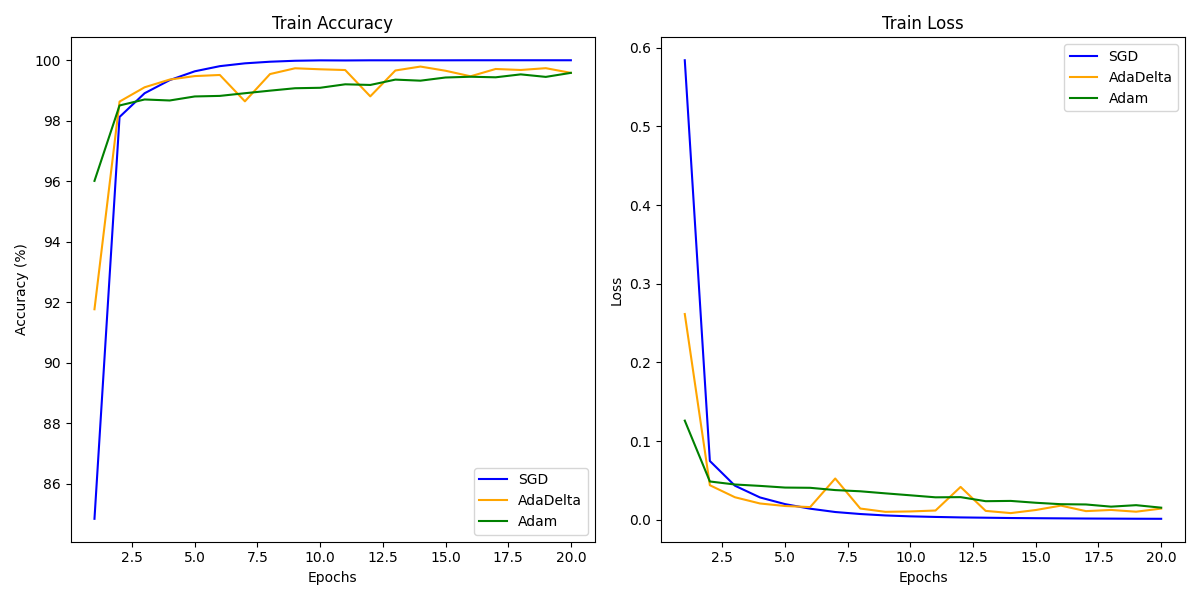 Train Accuracy
Accuracy (%)
100
98
96
94
92
90
88
86
2.5 5.0 7.5 10.0 12.5 15.0 17.5 20.0
Epochs
SGD
AdaDelta
Adam
Train Loss
Loss
0.6
0.5
0.4
0.3
0.2
0.1
0.0
2.5 5.0 7.5 10.0 12.5 15.0 17.5 20.0
Epochs
SGD
AdaDelta
Adam